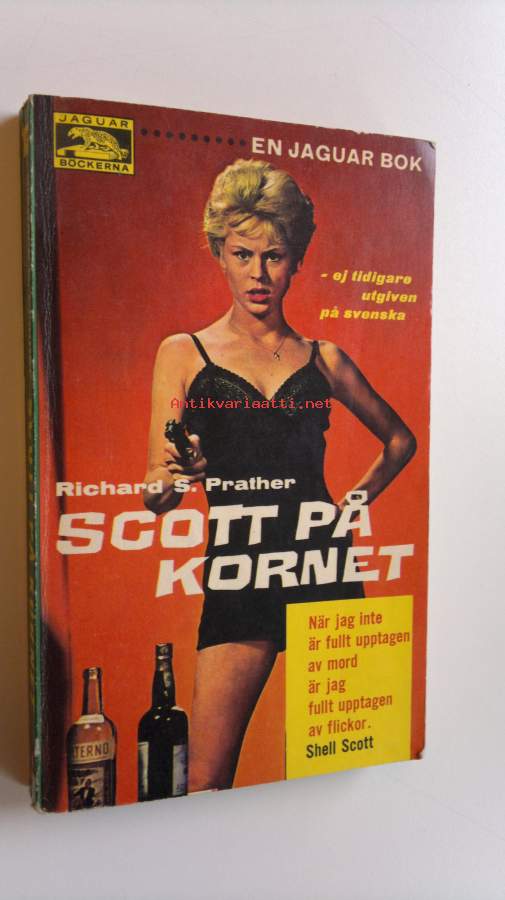 JAGUAR
BÖCKERNA
EN JAGUAR BOK
- ej tidigare
utgiven
på svenska
Antikvariaatti.net
Richard S. Prather
SCOTT PÅ
KORNET
När jag inte
är fullt upptagen
av mord
är jag
fullt upptagen
av flickor.
Shell Scott
TERNO